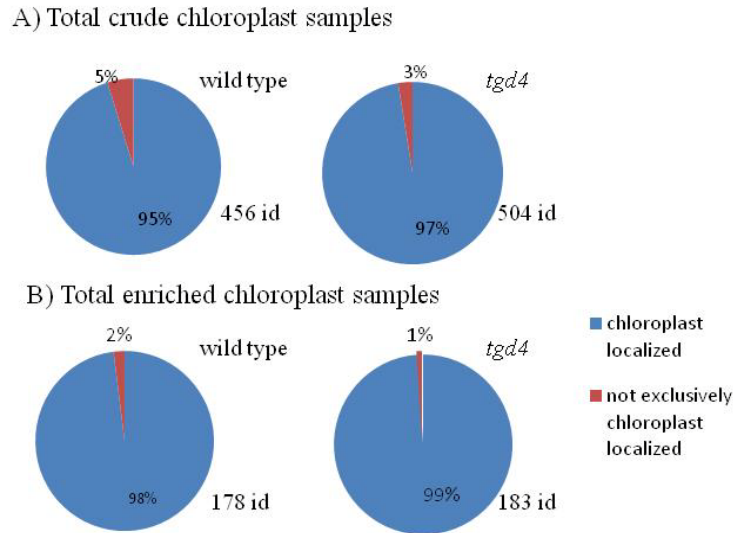 A) Total crude chloroplast samples
5%
wild type
3%
tgd4
95%
456 id
97%
504 id
B) Total enriched chloroplast samples
2%
wild type
1%
tgd4
98%
178 id
99%
183 id
chloroplast
localized
not exclusively
chloroplast
localized